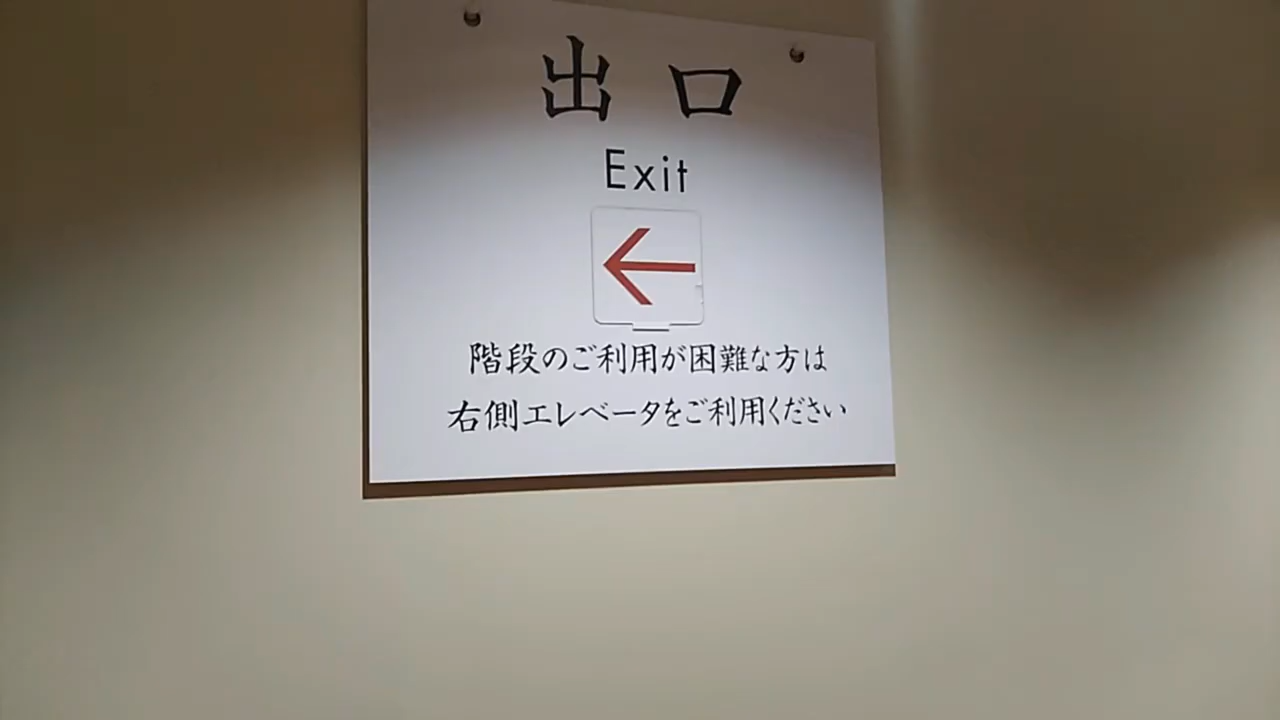 出口
Exit
階段のご利用が困難な方は
右側エレベータをご利用ください